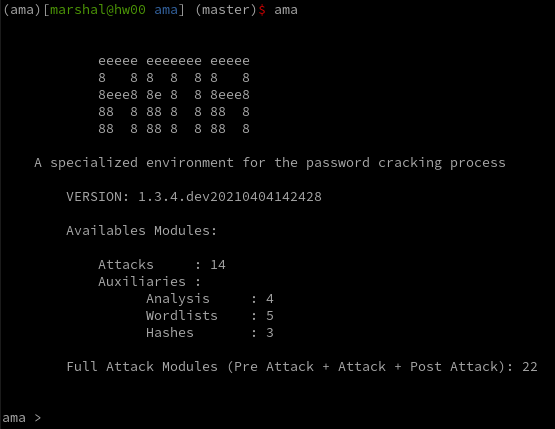 (ama)[marshal@hw00 ama] (master)$ ama
eeeee eeeeeee eeeee
8   8 8  8  8 8   8
8eee8 8e 8  8 8eee8
88  8 88 8  8 88  8
88  8 88 8  8 88  8
A specialized environment for the password cracking process
VERSION: 1.3.4.dev20210404142428
Availables Modules:
Attacks     : 14
Auxiliaries :
Analysis     : 4
Wordlists    : 5
Hashes       : 3
Full Attack Modules (Pre Attack + Attack + Post Attack): 22
ama >